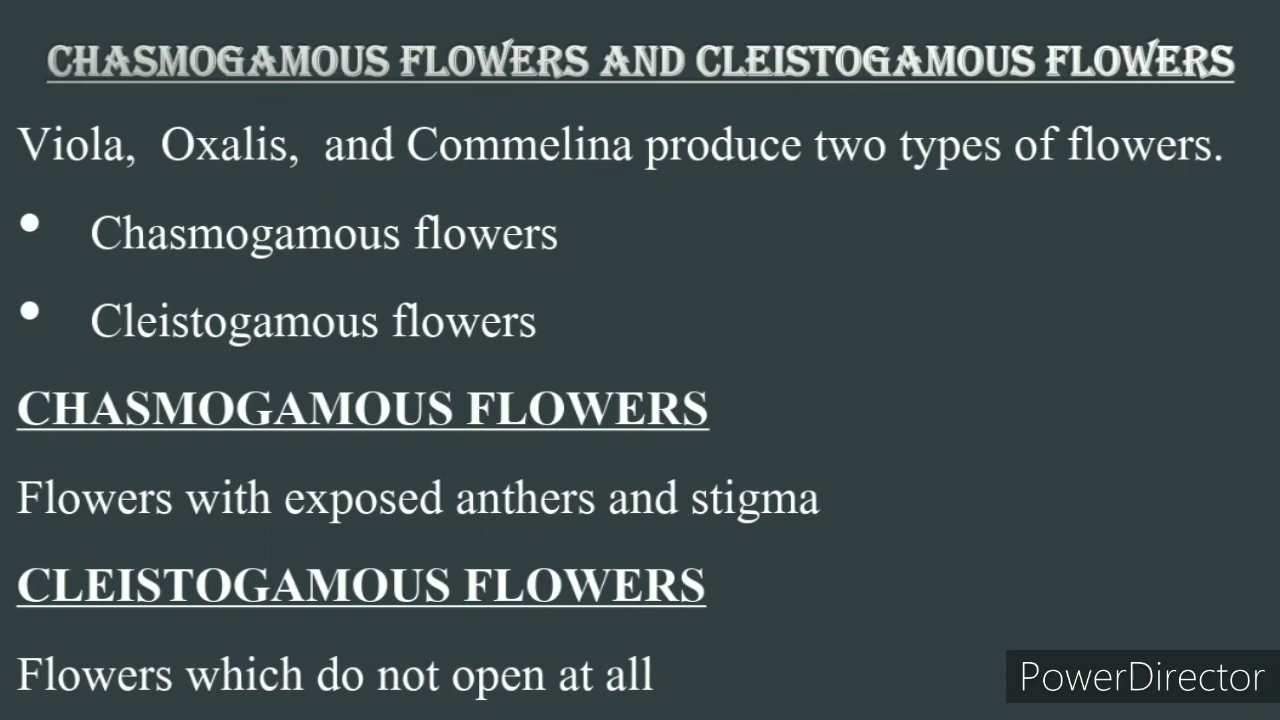 CHASMOGAMOUS FLOWERS AND CLEISTOGAMOUS FLOWERS
Viola, Oxalis, and Commelina produce two types of flowers.
• Chasmogamous flowers
• Cleistogamous flowers
CHASMOGAMOUS FLOWERS
Flowers with exposed anthers and stigma
CLEISTOGAMOUS FLOWERS
Flowers which do not open at all
PowerDirector